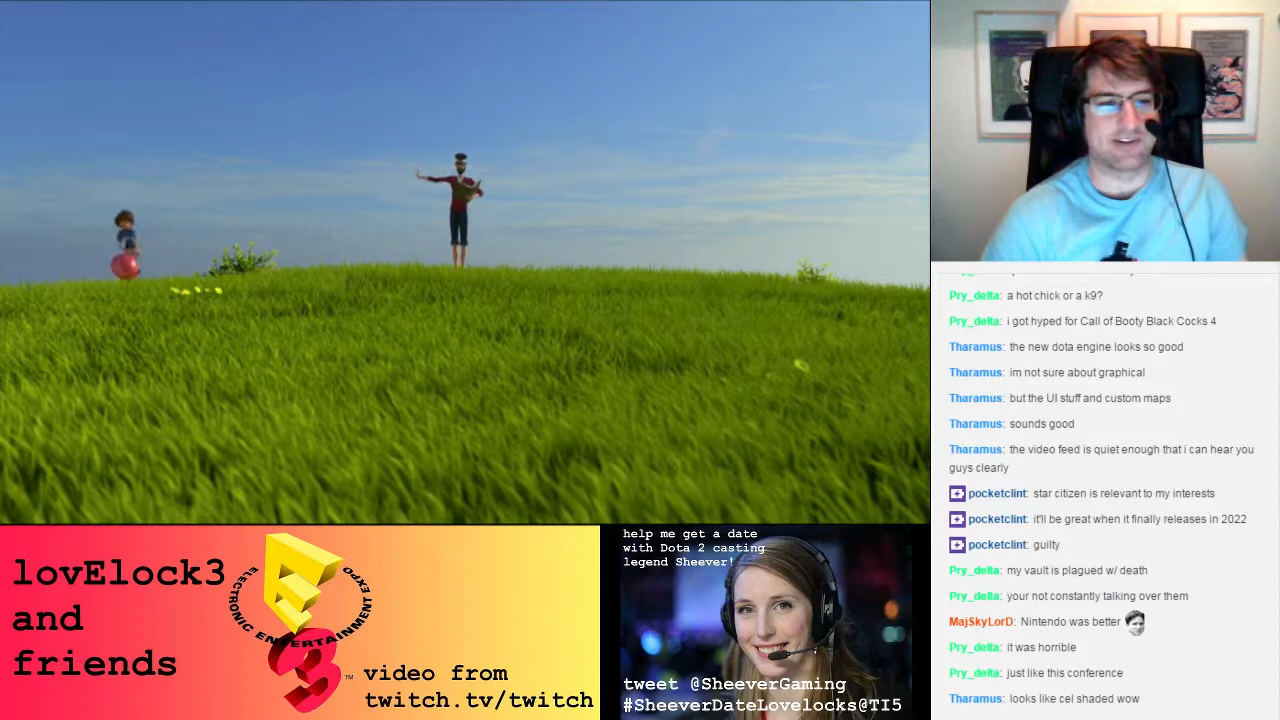 Pry_delta: a hot chick or a k9?
Pry_delta: i got hyped for Call of Booty Black Cocks 4
Tharamus: the new dota engine looks so good
Tharamus: im not sure about graphical
Tharamus: but the UI stuff and custom maps
Tharamus: sounds good
Tharamus: the video feed is quiet enough that i can hear you
guys clearly
pocketclint: star citizen is relevant to my interests
pocketclint: it'll be great when it finally releases in 2022
pocketclint: guilty
Pry_delta: my vault is plagued w/ death
Pry_delta: your not constantly talking over them
MajSkyLorD: Nintendo was better
Pry_delta: it was horrible
Pry_delta: just like this conference
Tharamus: looks like cel shaded wow
lovElock3
and
friends
E3
ELECTRONIC ENTERTAINMENT EXPO
TM
video from
twitch.tv/twitch
help me get a date
with Dota 2 casting
legend Sheever!
tweet @SheeverGaming
#SheeverDateLovelocks@TI5